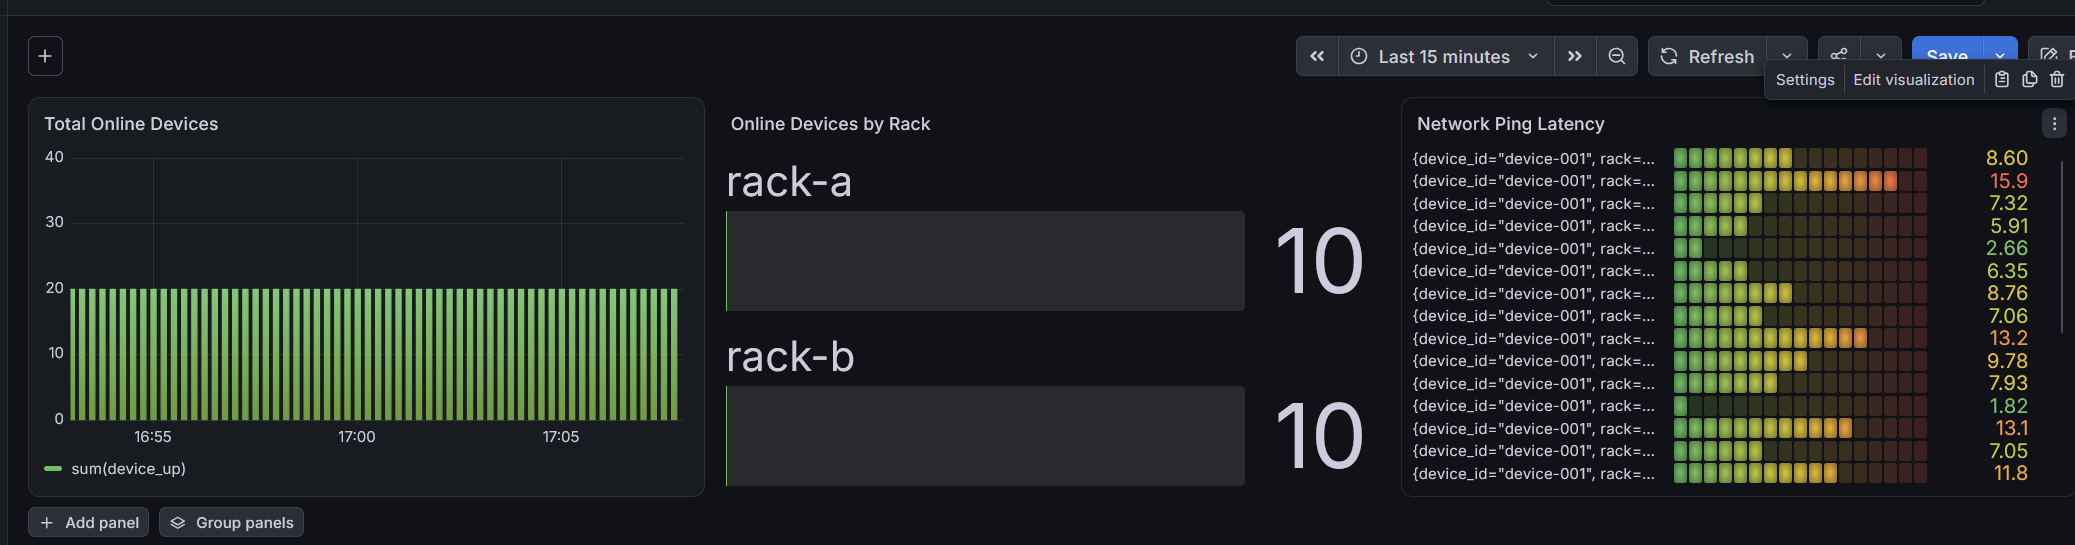 Last 15 minutes
Refresh
Save
Settings
Edit visualization
Total Online Devices
40
30
20
10
0
16:55
17:00
17:05
sum(device_up)
Online Devices by Rack
rack-a
10
rack-b
10
Network Ping Latency
{device_id="device-001", rack=... 8.60
{device_id="device-001", rack=... 15.9
{device_id="device-001", rack=... 7.32
{device_id="device-001", rack=... 5.91
{device_id="device-001", rack=... 2.66
{device_id="device-001", rack=... 6.35
{device_id="device-001", rack=... 8.76
{device_id="device-001", rack=... 7.06
{device_id="device-001", rack=... 13.2
{device_id="device-001", rack=... 9.78
{device_id="device-001", rack=... 7.93
{device_id="device-001", rack=... 1.82
{device_id="device-001", rack=... 13.1
{device_id="device-001", rack=... 7.05
{device_id="device-001", rack=... 11.8
Add panel
Group panels